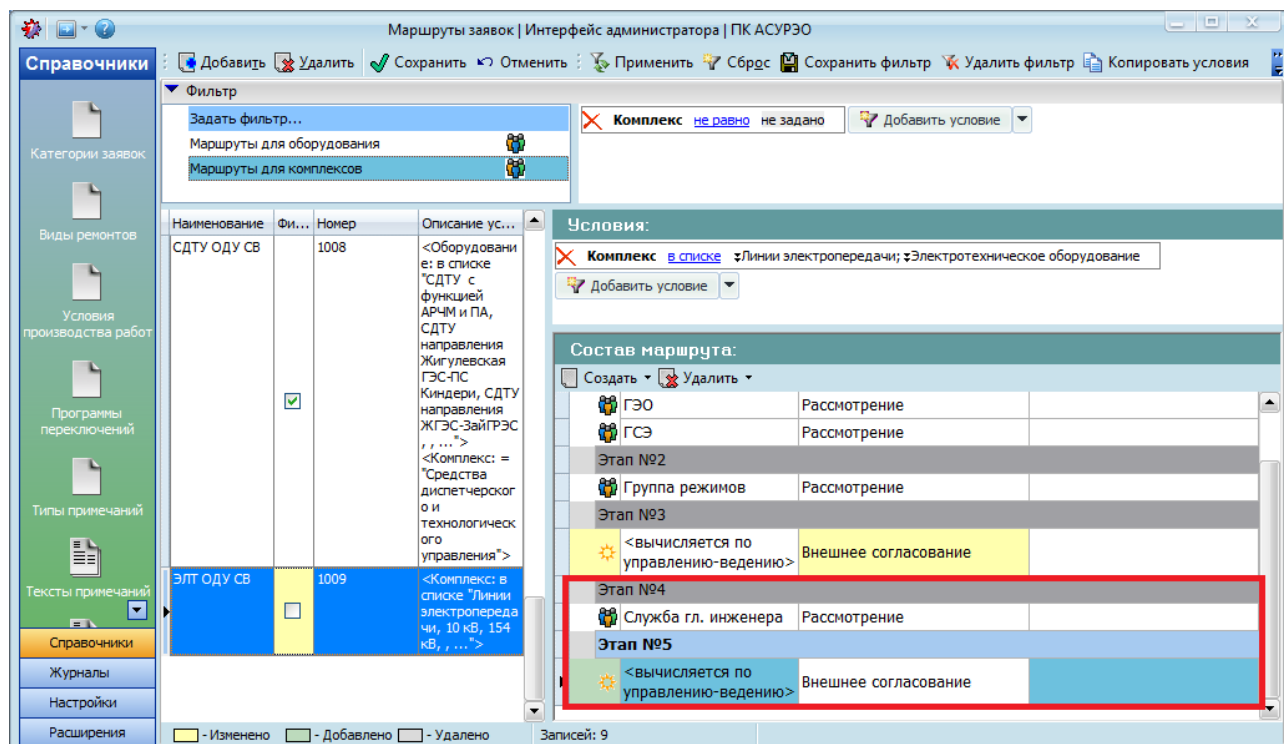 Маршруты заявок | Интерфейс администратора | ПК АСУРЭО
Справочники
Добавить Удалить Сохранить Отменить Применить Сброс Сохранить фильтр Удалить фильтр Копировать условия
Фильтр
Задать фильтр...
Маршруты для оборудования
Маршруты для комплексов
Комплекс не равно не задано Добавить условие
Категории заявок
Виды ремонтов
Условия
производства работ
Программы
переключений
Типы примечаний
Тексты примечаний
Справочники
Журналы
Настройки
Расширения
Наименование Фи... Номер Описание ус...
СДТУ ОДУ СВ 1008 <Оборудовани
е: в списке
"СДТУ с
функцией
АРЧМ и ПА,
СДТУ
направления
Жигулевская
ГЭС-ПС
Киндери, СДТУ
направления
ЖГЭС-ЗайГРЭС
, , ...">
<Комплекс: =
"Средства
диспетчерског
о и
технологическ
ого
управления">
ЭЛТ ОДУ СВ 1009 <Комплекс: в
списке "Линии
электропереда
чи, 10 кВ, 154
кВ, , ...">
Условия:
Комплекс в списке Линии электропередачи; Электротехническое оборудование
Добавить условие
Состав маршрута:
Создать Удалить
ГЭО Рассмотрение
ГСЭ Рассмотрение
Этап №2
Группа режимов Рассмотрение
Этап №3
<вычисляется по
управлению-ведению> Внешнее согласование
Этап №4
Служба гл. инженера Рассмотрение
Этап №5
<вычисляется по
управлению-ведению> Внешнее согласование
- Изменено - Добавлено - Удалено Записей: 9